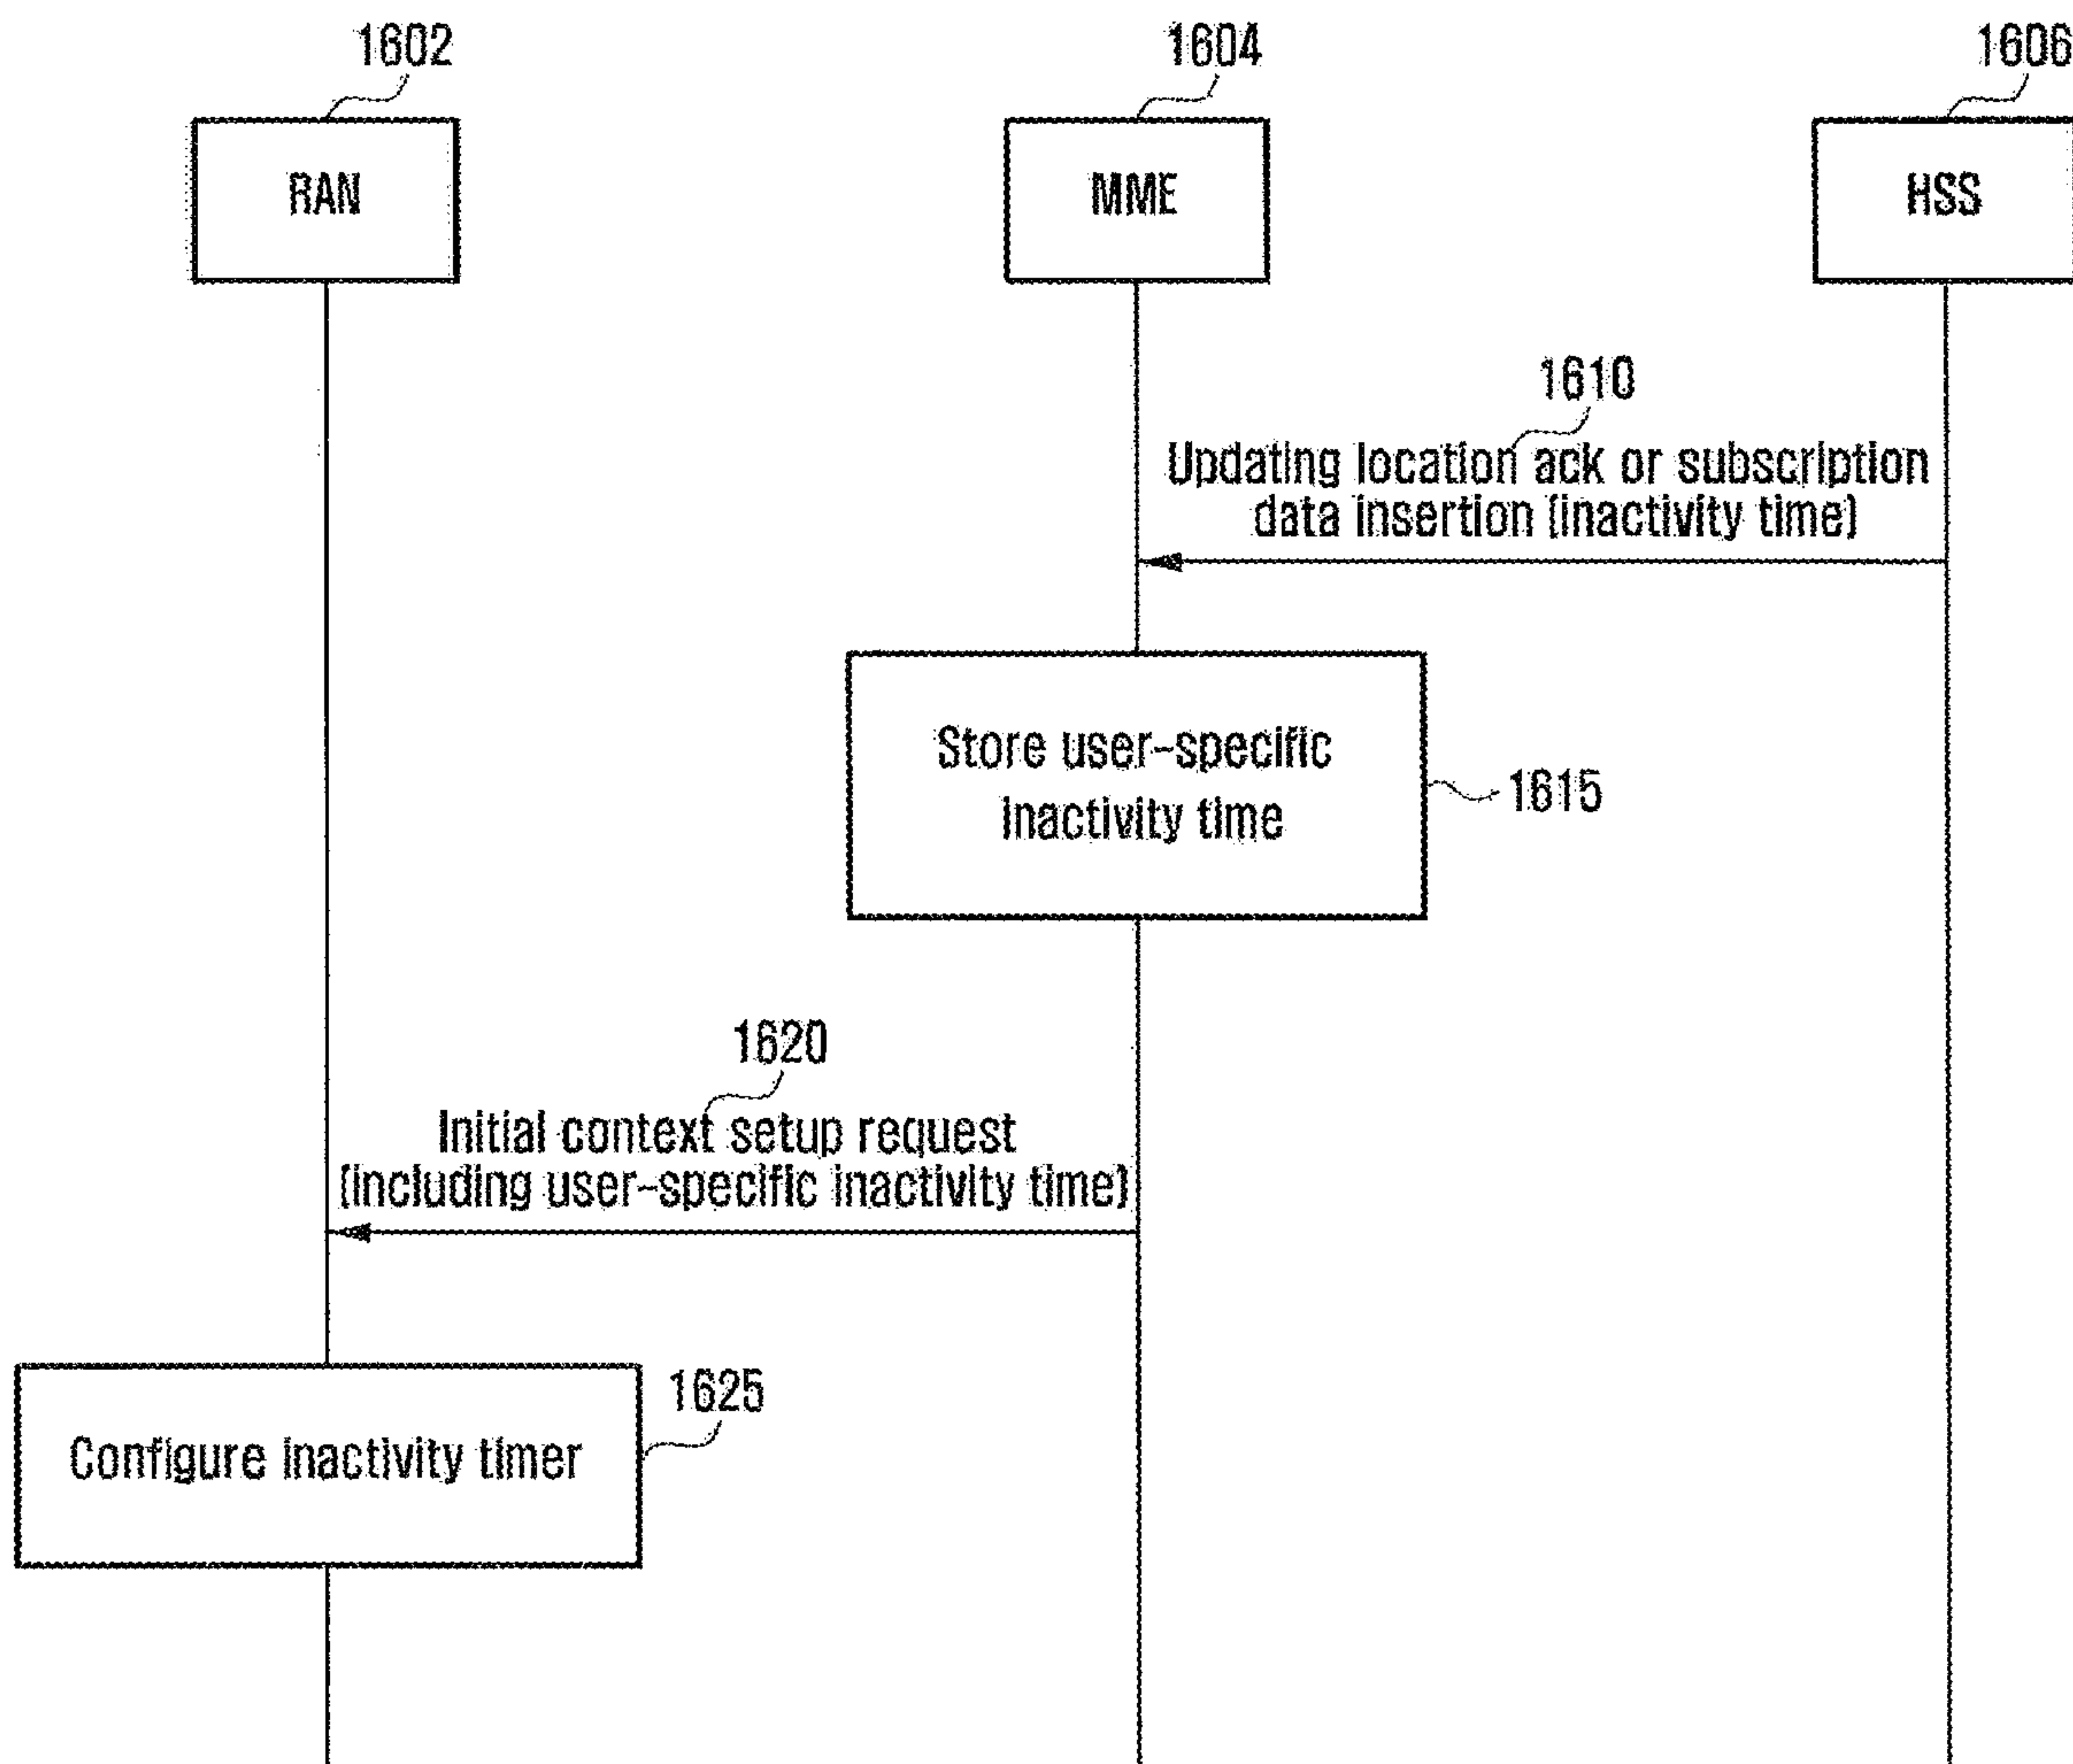 1602
1604
1606
RAN
MME
HSS
1610
Updating location ack or subscription
data insertion (inactivity time)
Store user-specific
inactivity time
1615
1620
Initial context setup request
(including user-specific inactivity time)
1625
Configure inactivity timer